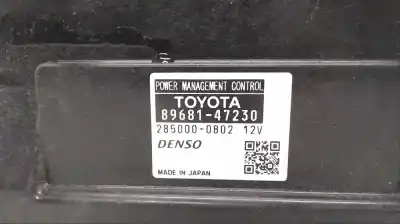 POWER MANAGEMENT CONTROL
TOYOTA
89681-47230
285000-0802 12V
DENSO
MADE IN JAPAN